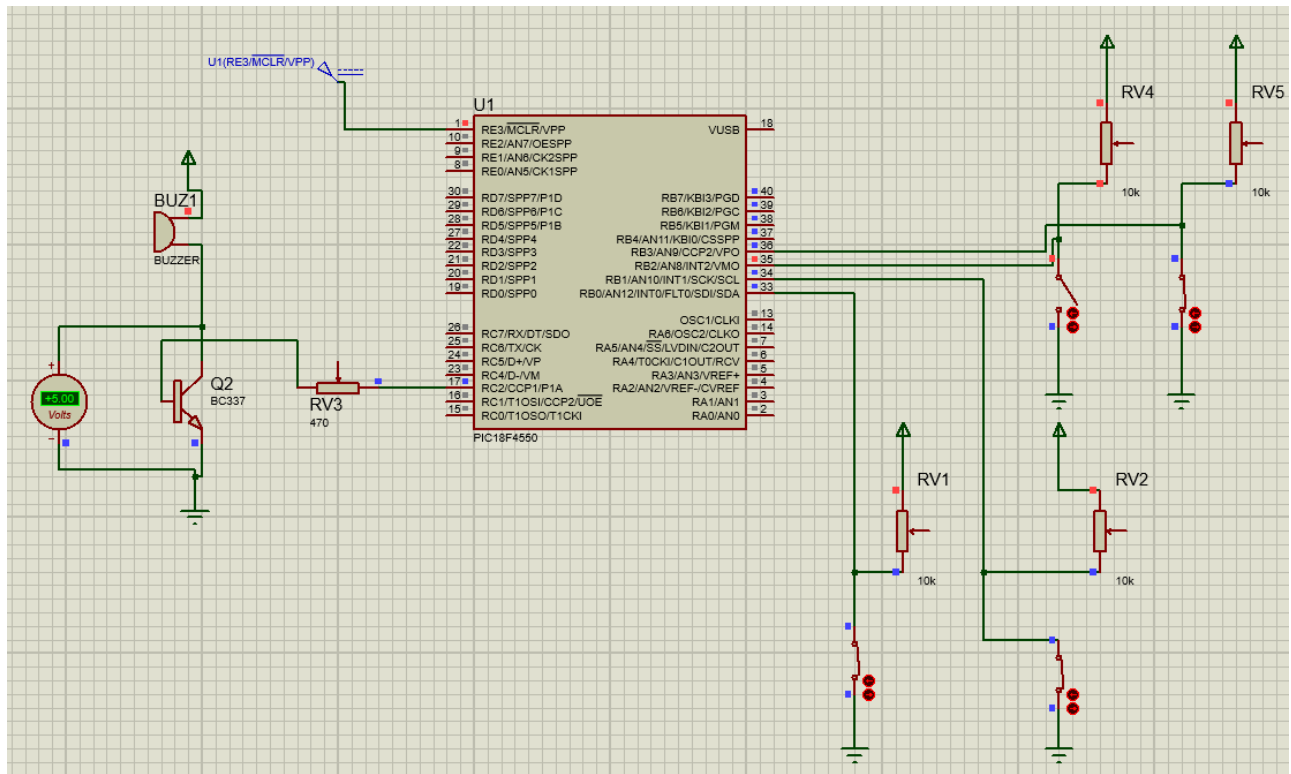 U1(RE3/MCLR/VPP)
BUZ1
BUZZER
+
+5.00
Volts
-
Q2
BC337
RV3
470
U1
1 RE3/MCLR/VPP
10 RE2/AN7/OESPP
9 RE1/AN6/CK2SPP
8 RE0/AN5/CK1SPP
30 RD7/SPP7/P1D
29 RD6/SPP6/P1C
28 RD5/SPP5/P1B
27 RD4/SPP4
22 RD3/SPP3
21 RD2/SPP2
20 RD1/SPP1
19 RD0/SPP0
26 RC7/RX/DT/SDO
25 RC6/TX/CK
24 RC5/D+/VP
23 RC4/D-/VM
17 RC2/CCP1/P1A
16 RC1/T1OSI/CCP2/UOE
15 RC0/T1OSO/T1CKI
VUSB 18
RB7/KBI3/PGD 40
RB6/KBI2/PGC 39
RB5/KBI1/PGM 38
RB4/AN11/KBI0/CSSPP 37
RB3/AN9/CCP2/VPO 36
RB2/AN8/INT2/VMO 35
RB1/AN10/INT1/SCK/SCL 34
RB0/AN12/INT0/FLT0/SDI/SDA 33
OSC1/CLKI 13
RA6/OSC2/CLKO 14
RA5/AN4/SS/LVDIN/C2OUT 7
RA4/T0CKI/C1OUT/RCV 6
RA3/AN3/VREF+ 5
RA2/AN2/VREF-/CVREF 4
RA1/AN1 3
RA0/AN0 2
PIC18F4550
RV4
10k
RV5
10k
RV1
10k
RV2
10k